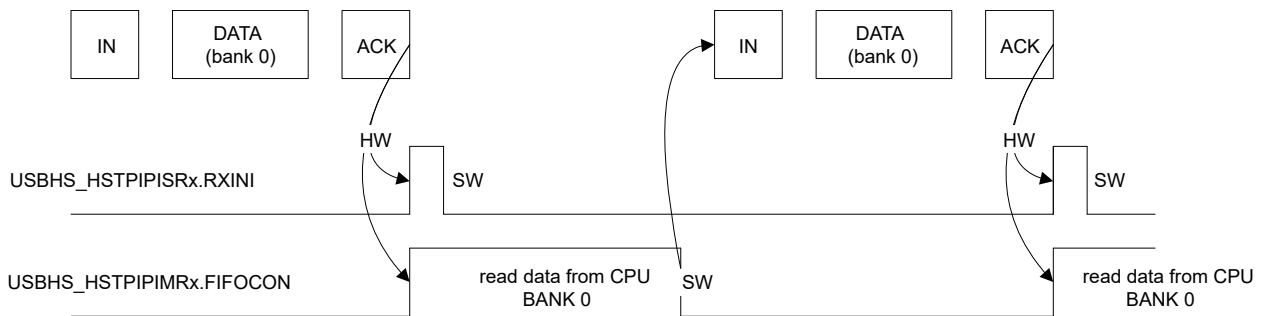 IN
DATA
(bank 0)
ACK
IN
DATA
(bank 0)
ACK
HW
HW
USBHS_HSTPIPISRx.RXINI
SW
SW
USBHS_HSTPIPIMRx.FIFOCON
read data from CPU
BANK 0
SW
read data from CPU
BANK 0